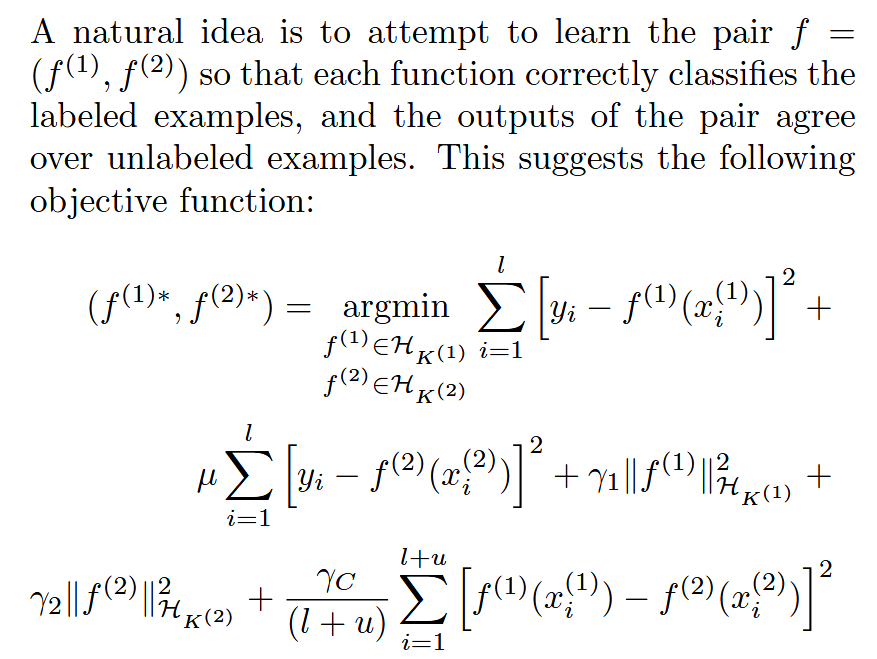 A natural idea is to attempt to learn the pair f =
(f^{(1)}, f^{(2)}) so that each function correctly classifies the
labeled examples, and the outputs of the pair agree
over unlabeled examples. This suggests the following
objective function:
(f^{(1)*}, f^{(2)*}) = \underset{\substack{f^{(1)} \in \mathcal{H}_{K^{(1)}} \\ f^{(2)} \in \mathcal{H}_{K^{(2)}}}}{\operatorname{argmin}} \sum_{i=1}^{l} \left[ y_i - f^{(1)}(x_i^{(1)}) \right]^2 +
\mu \sum_{i=1}^{l} \left[ y_i - f^{(2)}(x_i^{(2)}) \right]^2 + \gamma_1 \| f^{(1)} \|^2_{\mathcal{H}_{K^{(1)}}} +
\gamma_2 \| f^{(2)} \|^2_{\mathcal{H}_{K^{(2)}}} + \frac{\gamma_C}{(l + u)} \sum_{i=1}^{l+u} \left[ f^{(1)}(x_i^{(1)}) - f^{(2)}(x_i^{(2)}) \right]^2